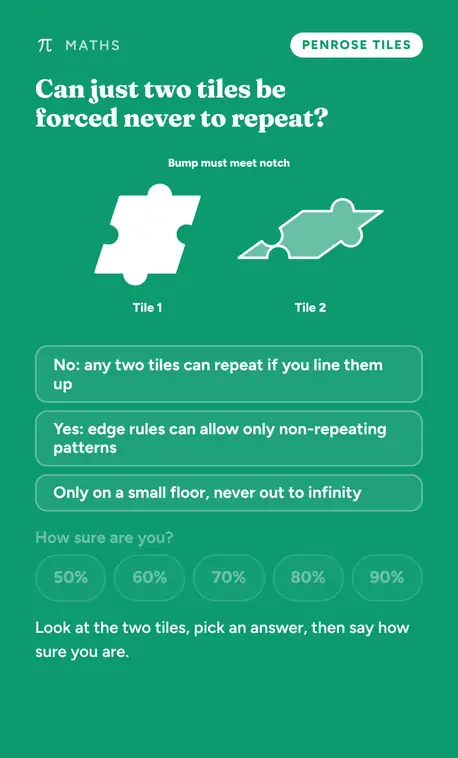 π MATHS
PENROSE TILES
Can just two tiles be
forced never to repeat?
Bump must meet notch
Tile 1
Tile 2
No: any two tiles can repeat if you line them
up
Yes: edge rules can allow only non-repeating
patterns
Only on a small floor, never out to infinity
How sure are you?
50%
60%
70%
80%
90%
Look at the two tiles, pick an answer, then say how
sure you are.